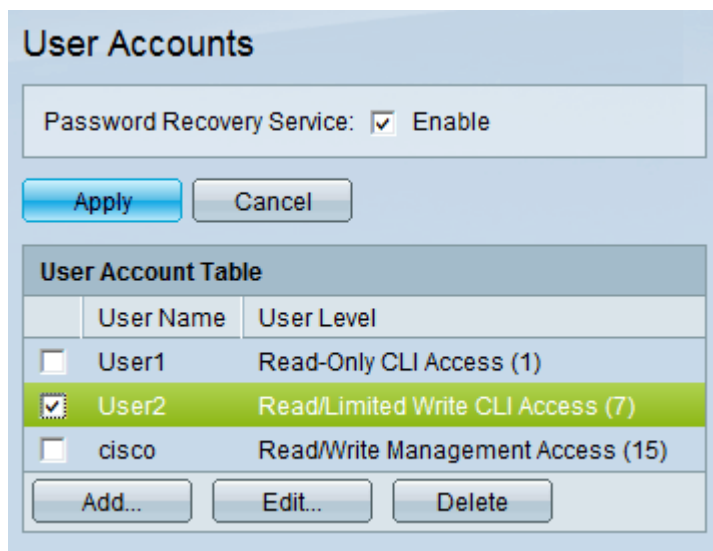 User Accounts
Password Recovery Service: Enable
Apply Cancel
User Account Table
User Name User Level
User1 Read-Only CLI Access (1)
User2 Read/Limited Write CLI Access (7)
cisco Read/Write Management Access (15)
Add... Edit... Delete